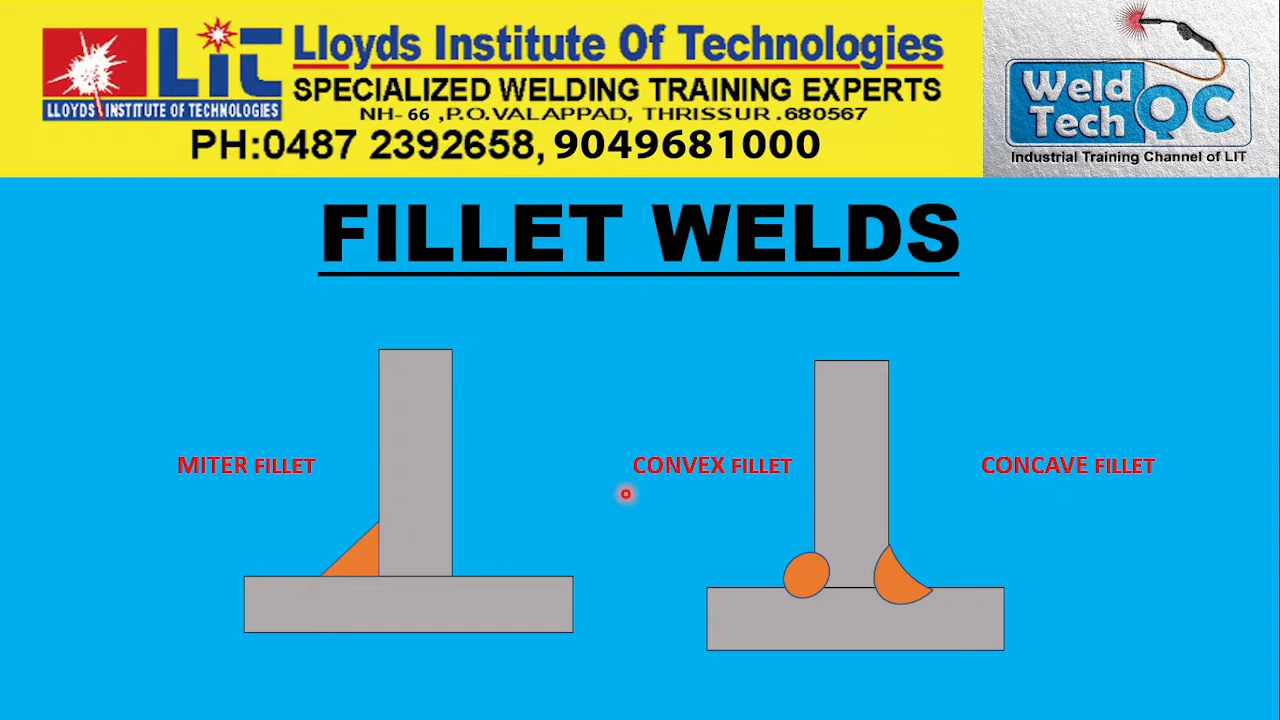 LIT
LLOYDS INSTITUTE OF TECHNOLOGIES
Lloyds Institute Of Technologies
SPECIALIZED WELDING TRAINING EXPERTS
NH- 66 ,P.O.VALAPPAD, THRISSUR .680567
PH:0487 2392658, 9049681000
Weld
Tech QC
Industrial Training Channel of LIT
FILLET WELDS
MITER FILLET
CONVEX FILLET
CONCAVE FILLET